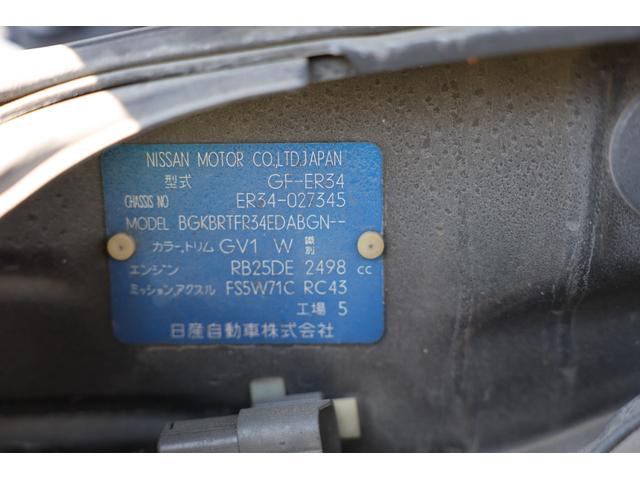 NISSAN MOTOR CO.,LTD.JAPAN
型式 GF-ER34
CHASSIS NO ER34-027345
MODEL BGKBRTFR34EDABGN--
カラー,トリム GV1 W 識別
エンジン RB25DE 2498 cc
ミッション,アクスル FS5W71C RC43
工場 5
日産自動車株式会社